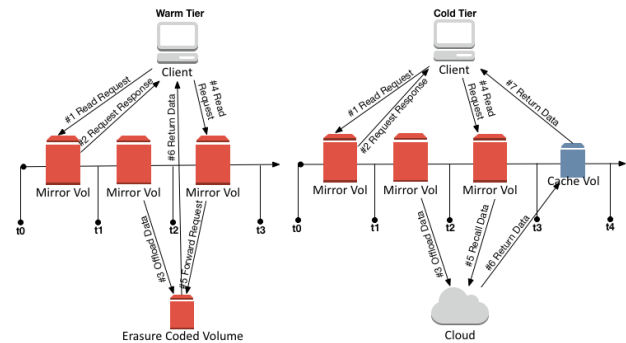 Warm Tier
Client
#1 Read Request
#2 Request Response
#6 Return Data
#4 Read
Request
Mirror Vol
Mirror Vol
Mirror Vol
t0
t1
t2
t3
#3 Offload Data
#5 Forward Request
Erasure Coded Volume
Cold Tier
Client
#1 Read Request
#2 Request Response
#4 Read
Request
#7 Return Data
Mirror Vol
Mirror Vol
Mirror Vol
Cache Vol
t0
t1
t2
t3
t4
#3 Offload Data
#5 Recall Data
#6 Return Data
Cloud